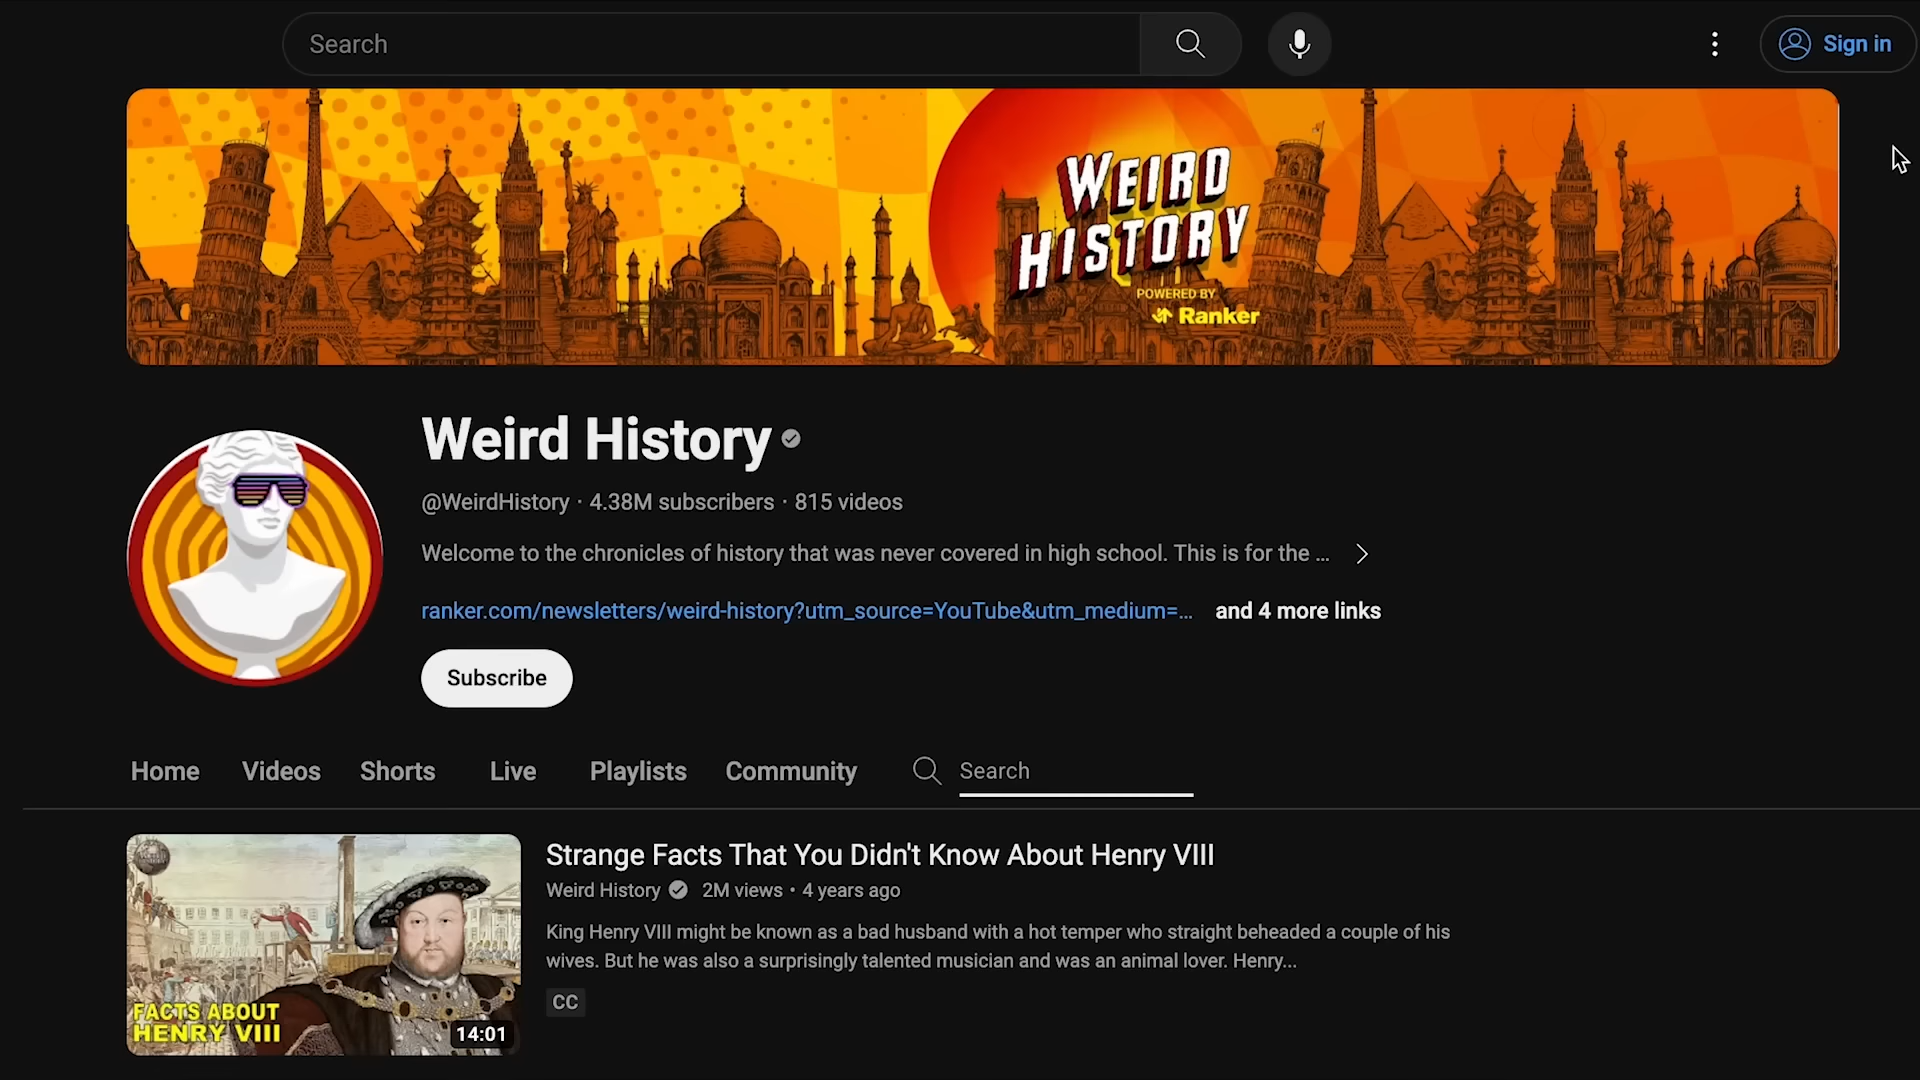 Search
Sign in
WEIRD
HISTORY
POWERED BY
Ranker
Weird History
@WeirdHistory · 4.38M subscribers · 815 videos
Welcome to the chronicles of history that was never covered in high school. This is for the ...
ranker.com/newsletters/weird-history?utm_source=YouTube&utm_medium=... and 4 more links
Subscribe
Home Videos Shorts Live Playlists Community Search
Strange Facts That You Didn't Know About Henry VIII
Weird History 2M views • 4 years ago
King Henry VIII might be known as a bad husband with a hot temper who straight beheaded a couple of his
wives. But he was also a surprisingly talented musician and was an animal lover. Henry...
CC
FACTS ABOUT
HENRY VIII
14:01